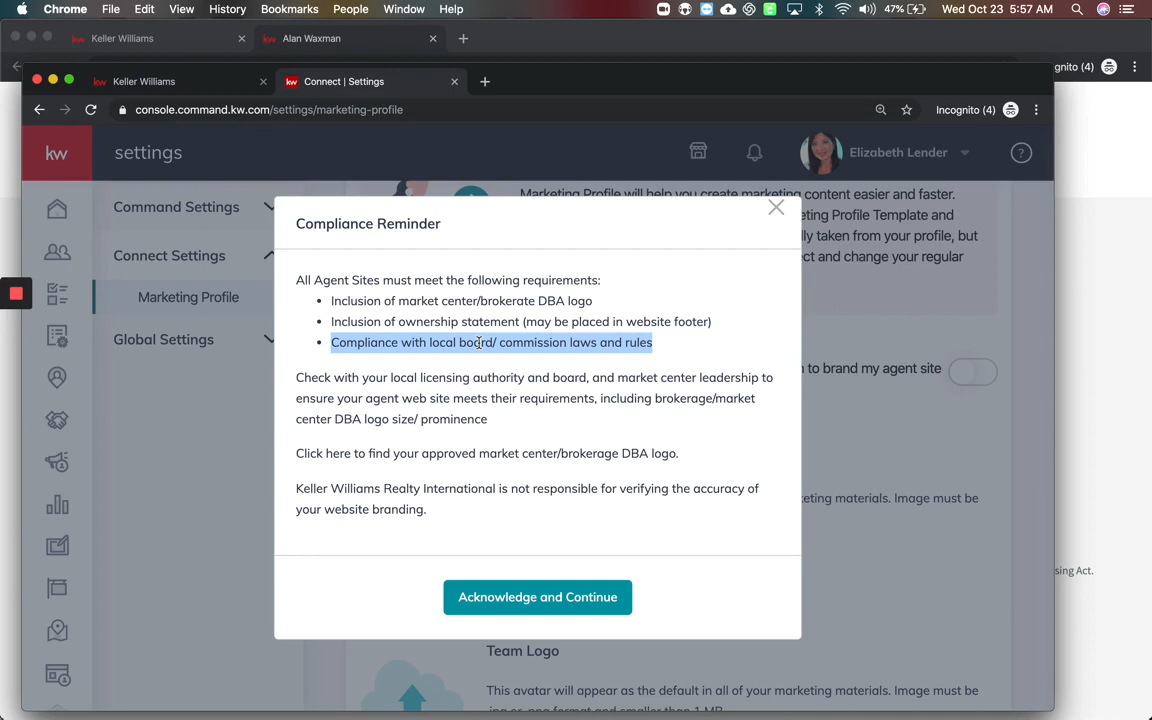 Chrome File Edit View History Bookmarks People Window Help 47% Wed Oct 23 5:57 AM
Keller Williams Alan Waxman
Keller Williams Connect | Settings
gnito (4)
console.command.kw.com/settings/marketing-profile Incognito (4)
kw settings Elizabeth Lender
Marketing Profile will help you create marketing content easier and faster.
Command Settings
eting Profile Template and
lly taken from your profile, but
ct and change your regular
Connect Settings
Marketing Profile
Global Settings
Compliance Reminder
All Agent Sites must meet the following requirements:
• Inclusion of market center/brokerate DBA logo
• Inclusion of ownership statement (may be placed in website footer)
• Compliance with local board/ commission laws and rules
Check with your local licensing authority and board, and market center leadership to
ensure your agent web site meets their requirements, including brokerage/market
center DBA logo size/ prominence
Click here to find your approved market center/brokerage DBA logo.
Keller Williams Realty International is not responsible for verifying the accuracy of
your website branding.
Acknowledge and Continue
n to brand my agent site
keting materials. Image must be
sing Act.
Team Logo
This avatar will appear as the default in all of your marketing materials. Image must be